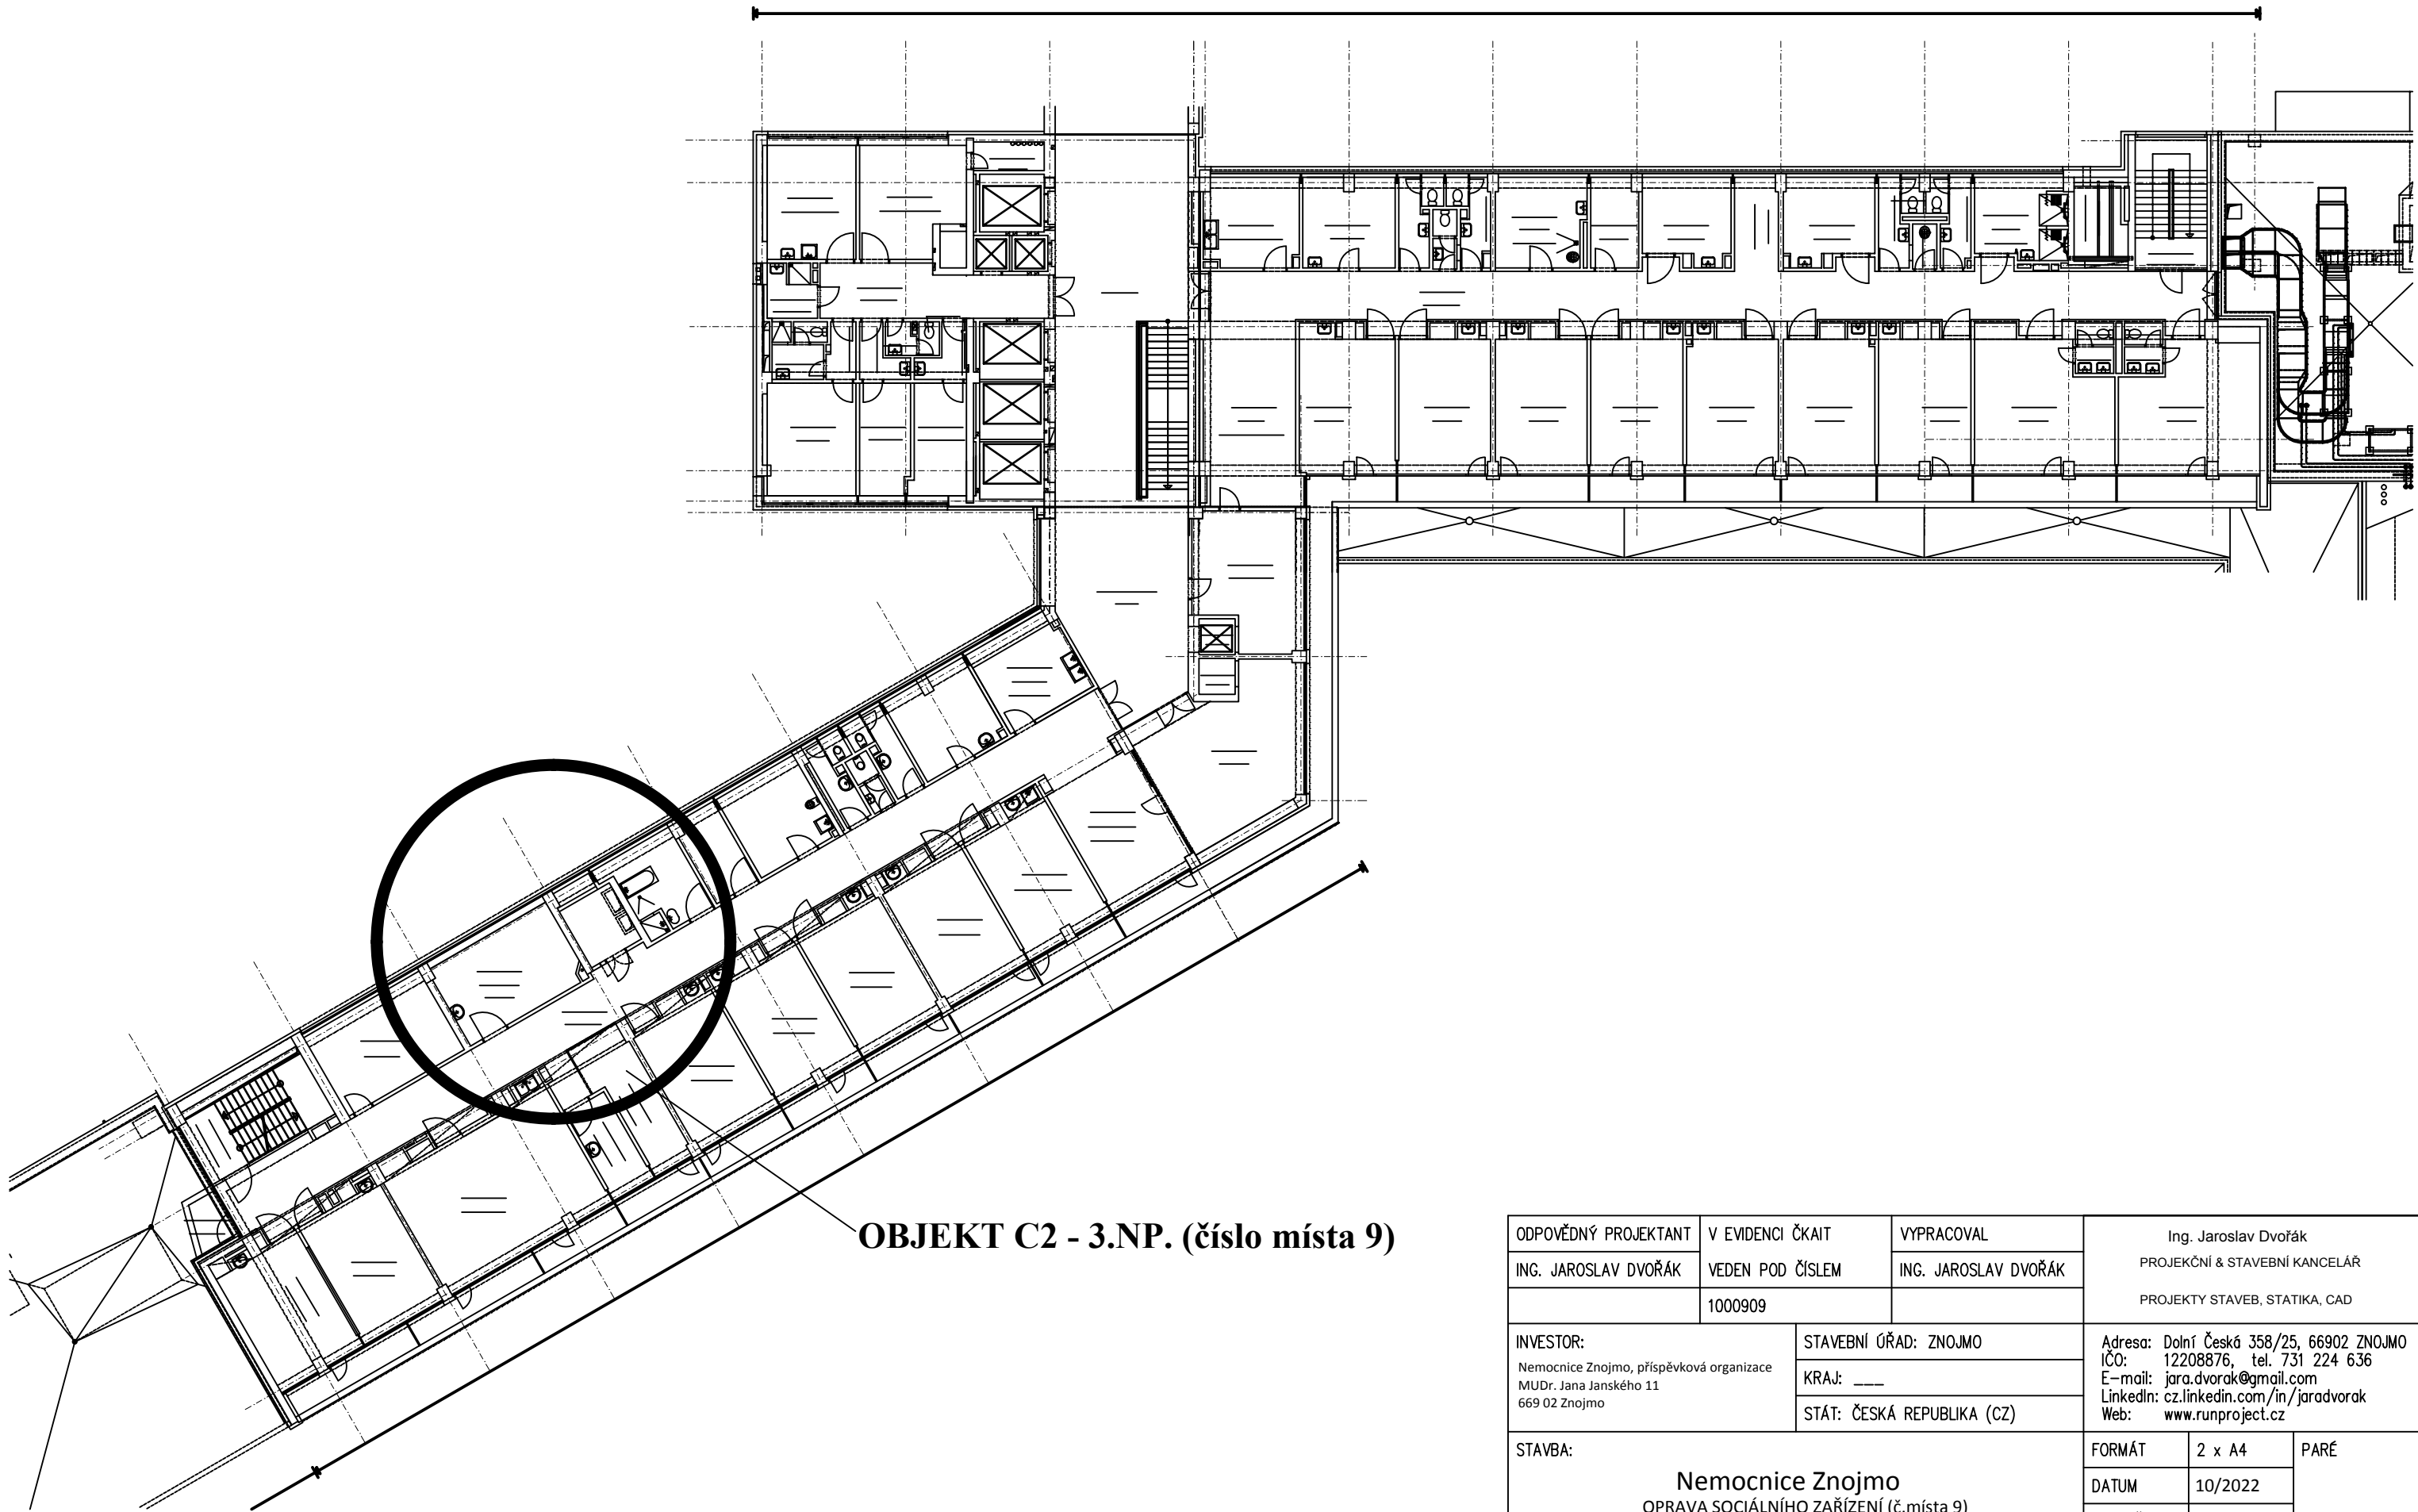 OBJEKT C2 - 3.NP. (číslo místa 9)
ODPOVĚDNÝ PROJEKTANT
V EVIDENCI ČKAIT
VYPRACOVAL
ING. JAROSLAV DVOŘÁK
VEDEN POD ČÍSLEM
ING. JAROSLAV DVOŘÁK
1000909
Ing. Jaroslav Dvořák
PROJEKČNÍ & STAVEBNÍ KANCELÁŘ
PROJEKTY STAVEB, STATIKA, CAD
INVESTOR:
Nemocnice Znojmo, příspěvková organizace
MUDr. Jana Janského 11
669 02 Znojmo
STAVEBNÍ ÚŘAD: ZNOJMO
KRAJ: ___
STÁT: ČESKÁ REPUBLIKA (CZ)
Adresa: Dolní Česká 358/25, 66902 ZNOJMO
IČO: 12208876, tel. 731 224 636
E-mail: jara.dvorak@gmail.com
LinkedIn: cz.linkedin.com/in/jaradvorak
Web: www.runproject.cz
STAVBA:
Nemocnice Znojmo
OPRAVA SOCIÁLNÍHO ZAŘÍZENÍ (č.místa 9)
FORMÁT
2 x A4
PARÉ
DATUM
10/2022